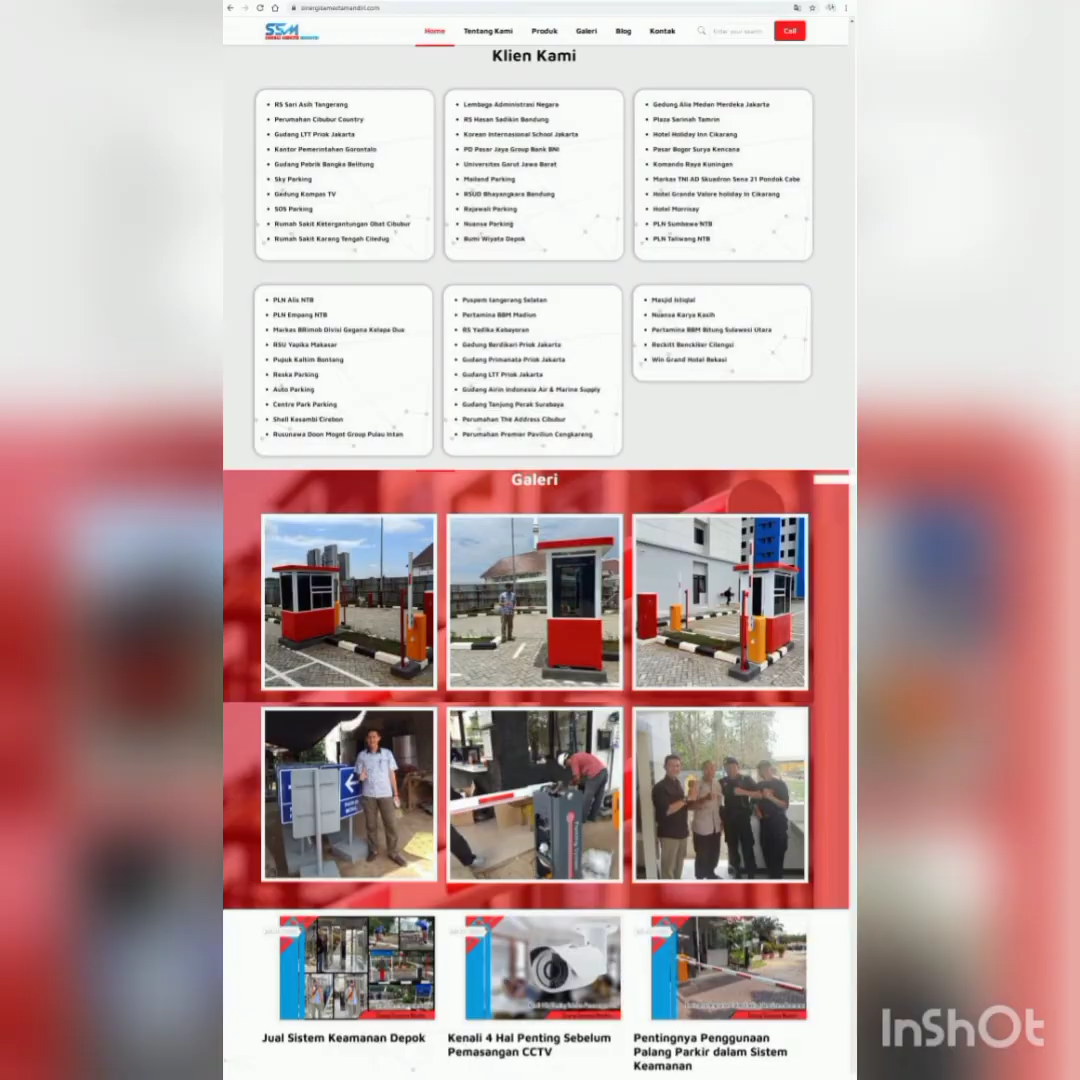 sinergisemestamandiri.com
SSM
Home
Tentang Kami
Produk
Galeri
Blog
Kontak
Enter your search
Call
Klien Kami
RS Sari Asih Tangerang
Perumahan Cibubur Country
Gudang LTT Priok Jakarta
Kantor Pemerintahan Gorontalo
Gudang Pabrik Bangka Belitung
Sky Parking
Gedung Kompas TV
SOS Parking
Rumah Sakit Ketergantungan Obat Cibubur
Rumah Sakit Karang Tengah Ciledug
Lembaga Administrasi Negara
RS Hasan Sadikin Bandung
Korean Internasional School Jakarta
PD Pasar Jaya Group Bank BNI
Universitas Garut Jawa Barat
Mallend Parking
RSUD Bhayangkara Bandung
Rajawali Parking
Nuansa Parking
Bumi Wiyata Depok
Gedung Alia Medan Merdeka Jakarta
Plaza Sarinah Tamrin
Hotel Holiday Inn Cikarang
Pasar Bogor Surya Kencana
Komando Raya Kuningan
Markas TNI AD Skuadron Sena 21 Pondok Cabe
Hotel Grande Valore holiday In Cikarang
Hotel Morrisay
PLN Sumbawa NTB
PLN Taliwang NTB
PLN Alis NTB
PLN Empang NTB
Markas BRimob Divisi Gegana Kelapa Dua
RSU Yapika Makasar
Pupuk Kaltim Bontang
Reska Parking
Auto Parking
Centre Park Parking
Shell Kesambi Cirebon
Rusunawa Daan Mogot Group Pulau Intan
Puspem tangerang Selatan
Pertamina BBM Madiun
RS Yadika Kebayoran
Gedung Berdikari Priok Jakarta
Gudang Primanata Priok Jakarta
Gudang LTT Priok Jakarta
Gudang Airin Indonesia Air & Marine Supply
Gudang Tanjung Perak Surabaya
Perumahan The Address Cibubur
Perumahan Premier Paviliun Cengkareng
Masjid Istiqlal
Nuansa Karya Kasih
Pertamina BBM Bitung Sulawesi Utara
Reckitt Benckiser Cilengsi
Win Grand Hotel Bekasi
Galeri
Jual Sistem Keamanan Depok
Kenali 4 Hal Penting Sebelum
Pemasangan CCTV
Pentingnya Penggunaan
Palang Parkir dalam Sistem
Keamanan
InShOt